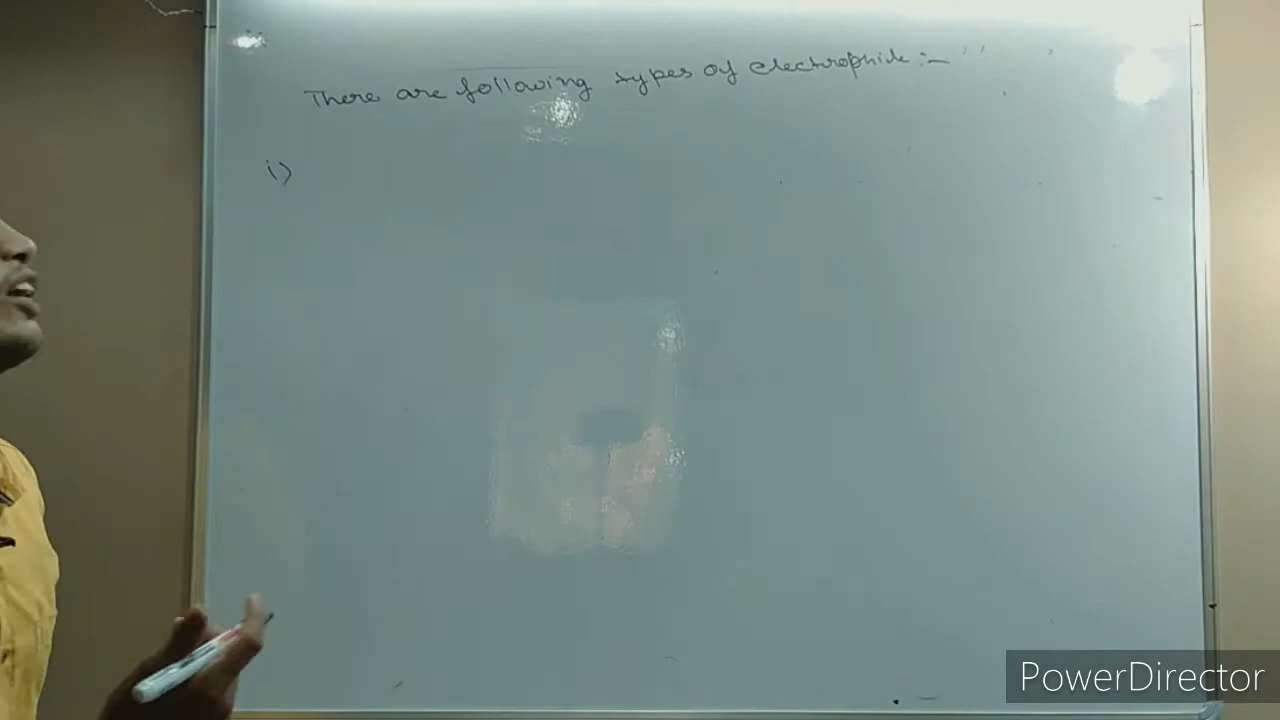 There are following types of electrophile :-
i)
PowerDirector